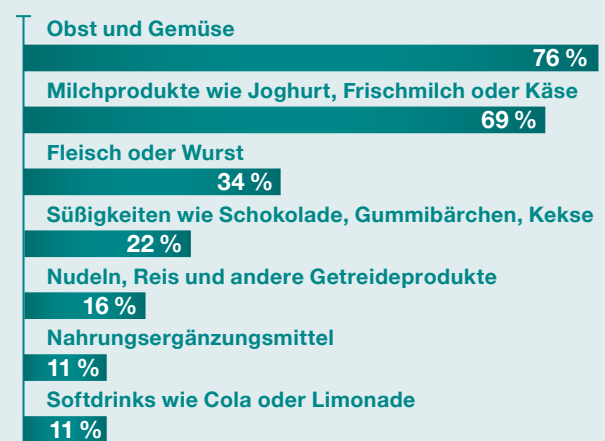 Obst und Gemüse
76 %
Milchprodukte wie Joghurt, Frischmilch oder Käse
69 %
Fleisch oder Wurst
34 %
Süßigkeiten wie Schokolade, Gummibärchen, Kekse
22 %
Nudeln, Reis und andere Getreideprodukte
16 %
Nahrungsergänzungsmittel
11 %
Softdrinks wie Cola oder Limonade
11 %